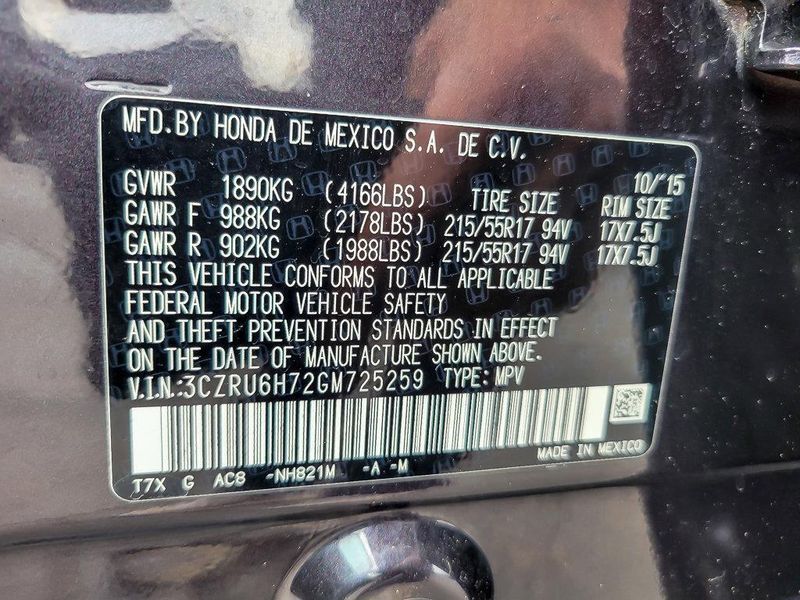 MFD.BY HONDA DE MEXICO S.A. DE C.V.
10/'15
GVWR 1890KG (4166LBS) TIRE SIZE RIM SIZE
GAWR F 988KG (2178LBS) 215/55R17 94V 17X7.5J
GAWR R 902KG (1988LBS) 215/55R17 94V 17X7.5J
THIS VEHICLE CONFORMS TO ALL APPLICABLE
FEDERAL MOTOR VEHICLE SAFETY
AND THEFT PREVENTION STANDARDS IN EFFECT
ON THE DATE OF MANUFACTURE SHOWN ABOVE.
V.I.N.:3CZRU6H72GM725259 TYPE: MPV
MADE IN MEXICO
T7X G AC8 -NH821M -A -M